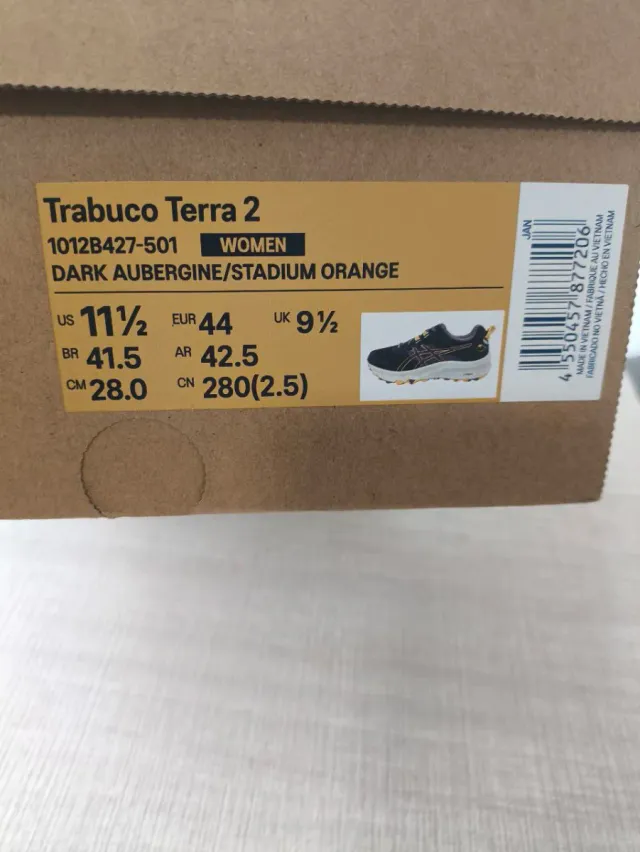 Trabuco Terra 2
1012B427-501 WOMEN
DARK AUBERGINE/STADIUM ORANGE
US 11½ EUR 44 UK 9½
BR 41.5 AR 42.5
CM 28.0 CN 280(2.5)
JAN
4 550457 877206
MADE IN VIETNAM / FABRIQUE AU VIETNAM
FABRICADO NO VIETNÃ / HECHO EN VIETNAM